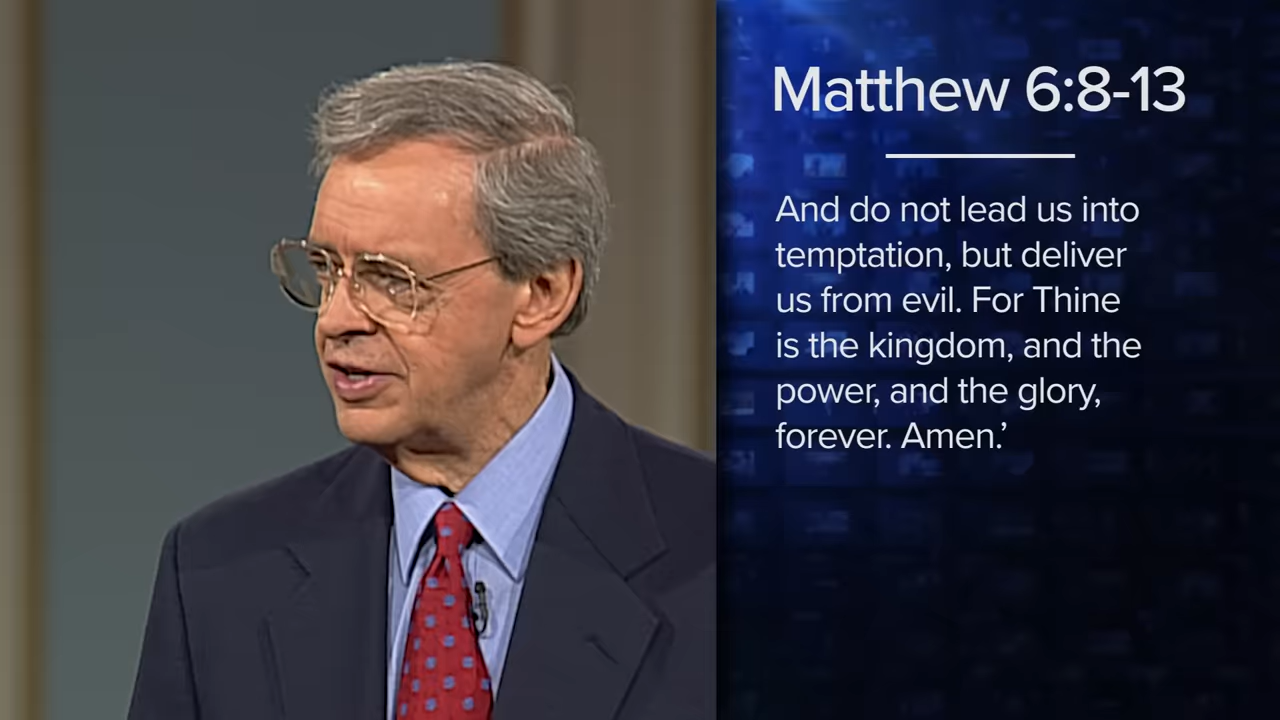 Matthew 6:8-13
And do not lead us into
temptation, but deliver
us from evil. For Thine
is the kingdom, and the
power, and the glory,
forever. Amen.’